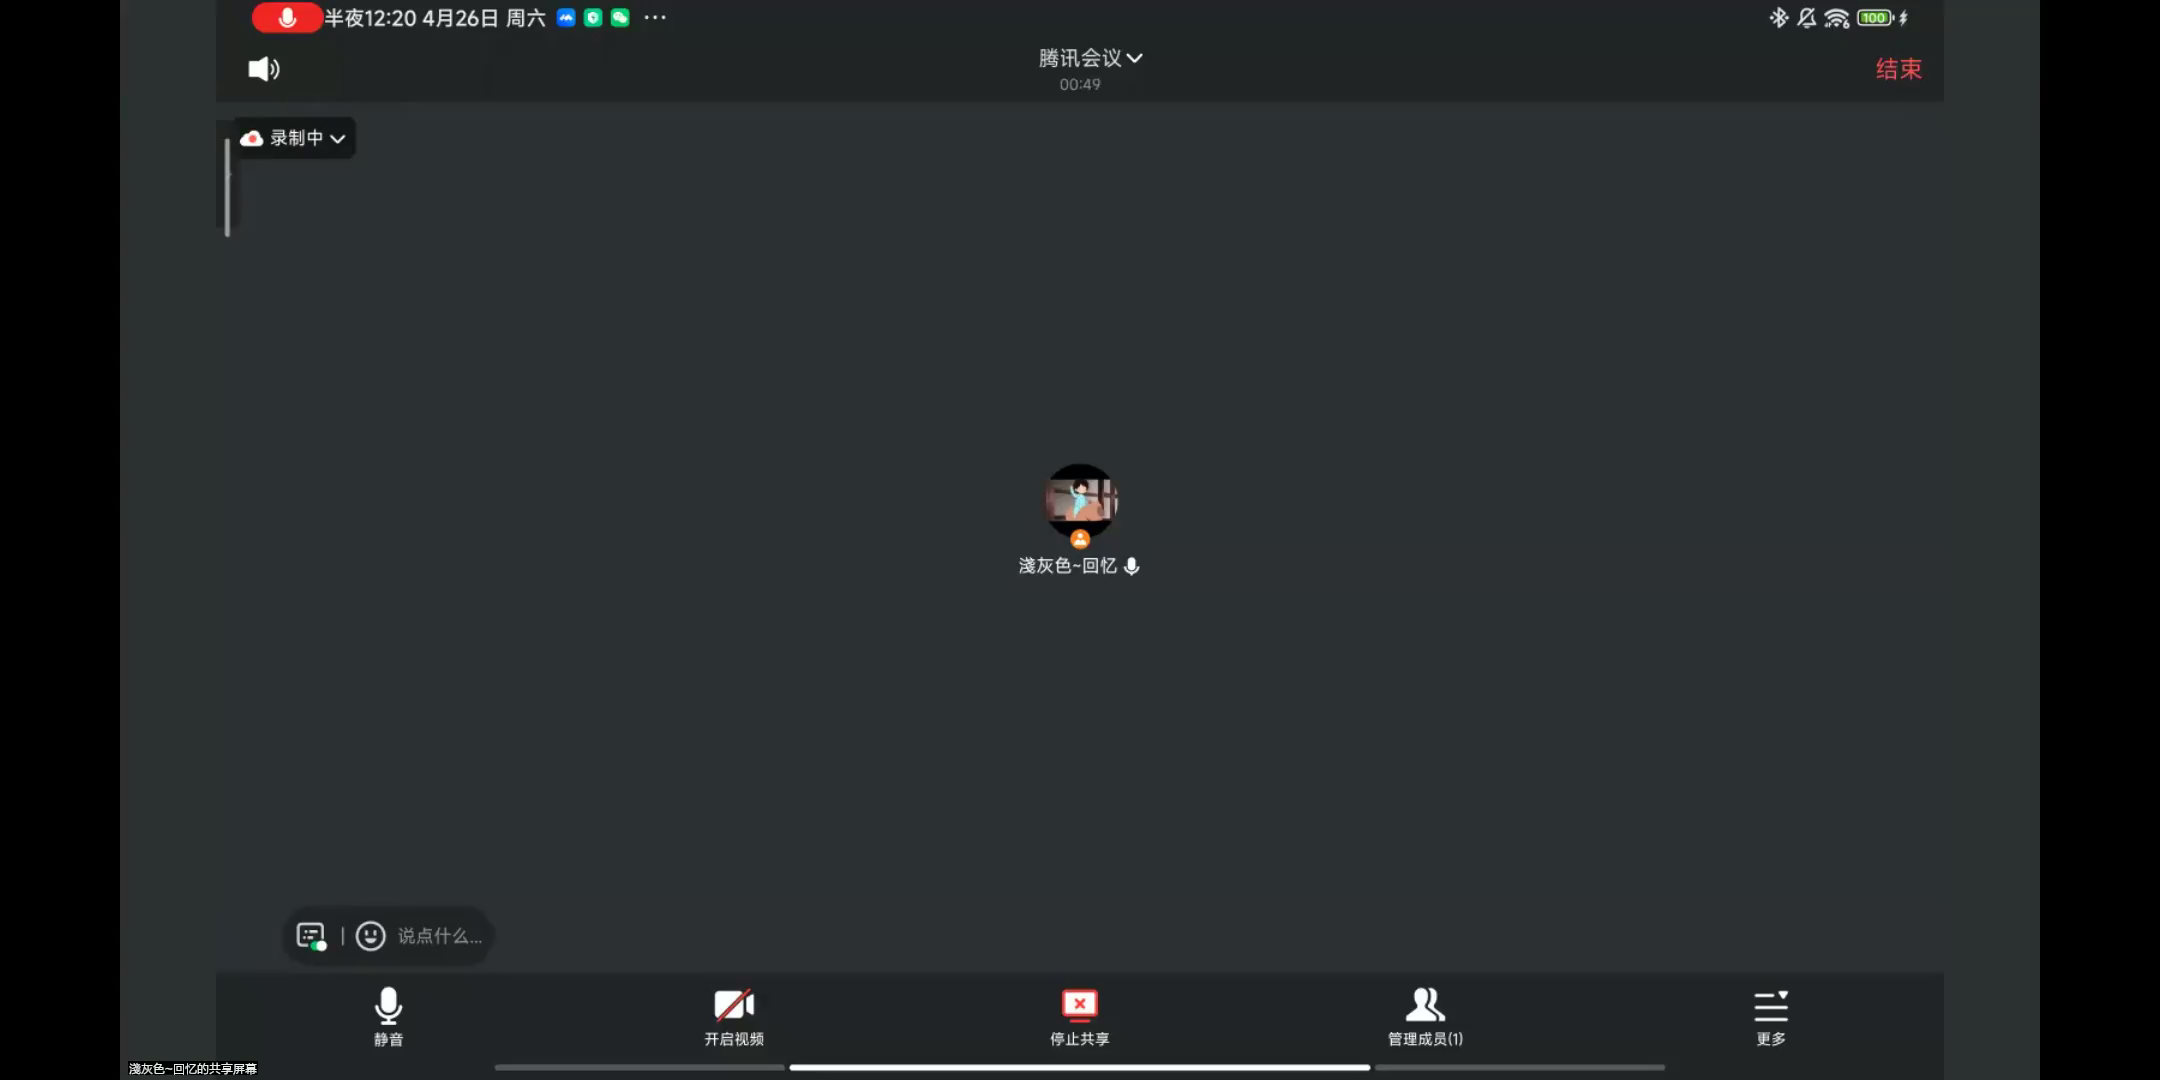 半夜12:20 4月26日 周六
100
腾讯会议
00:49
结束
录制中
淺灰色~回忆
说点什么...
静音
开启视频
停止共享
管理成员(1)
更多
淺灰色~回忆的共享屏幕